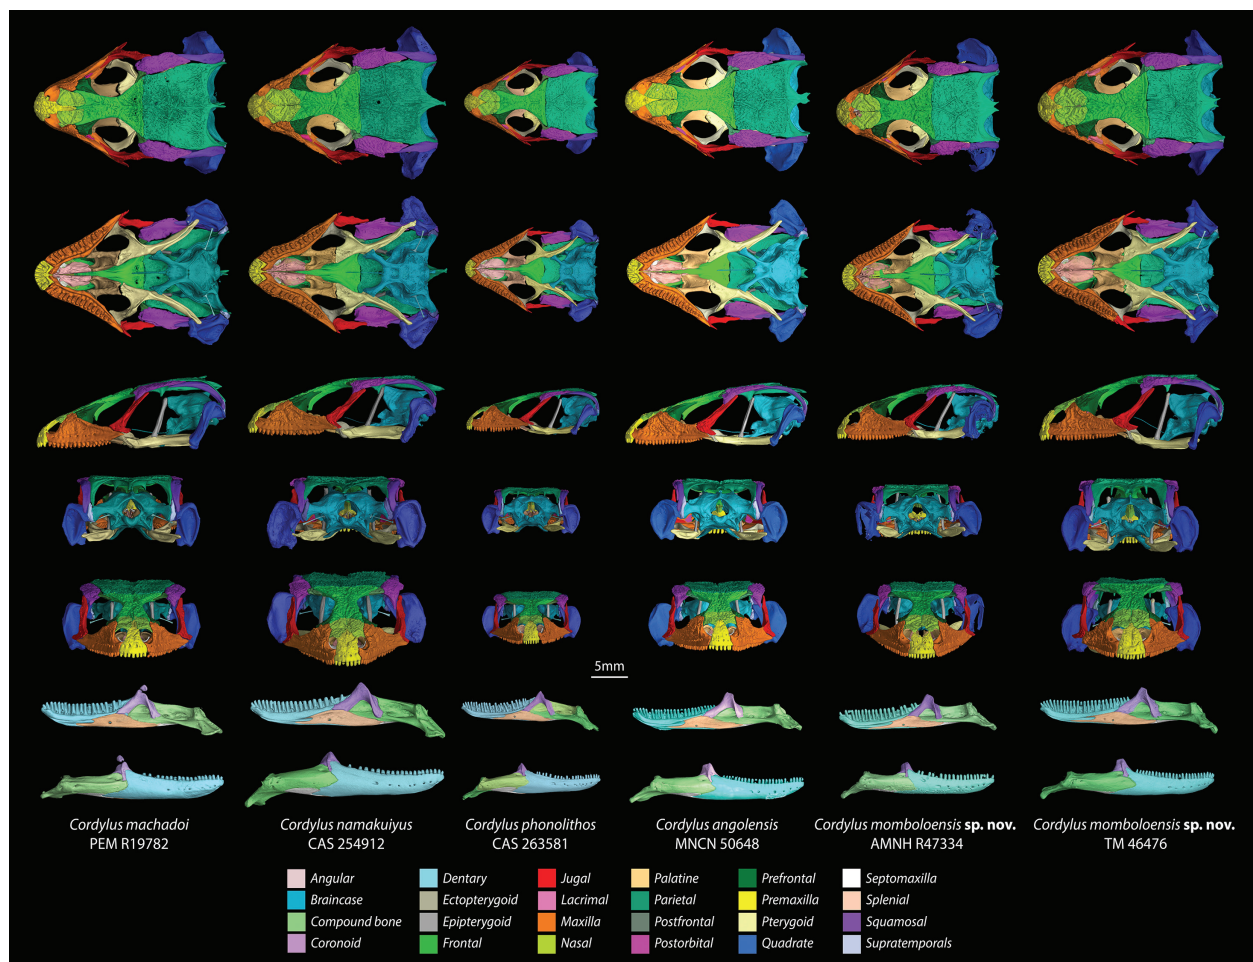 5mm
Cordylus machadoi
PEM R19782
Cordylus namakuiyus
CAS 254912
Cordylus phonolithos
CAS 263581
Cordylus angolensis
MNCN 50648
Cordylus momboloensis sp. nov.
AMNH R47334
Cordylus momboloensis sp. nov.
TM 46476
Angular
Braincase
Compound bone
Coronoid
Dentary
Ectopterygoid
Epipterygoid
Frontal
Jugal
Lacrimal
Maxilla
Nasal
Palatine
Parietal
Postfrontal
Postorbital
Prefrontal
Premaxilla
Pterygoid
Quadrate
Septomaxilla
Splenial
Squamosal
Supratemporals